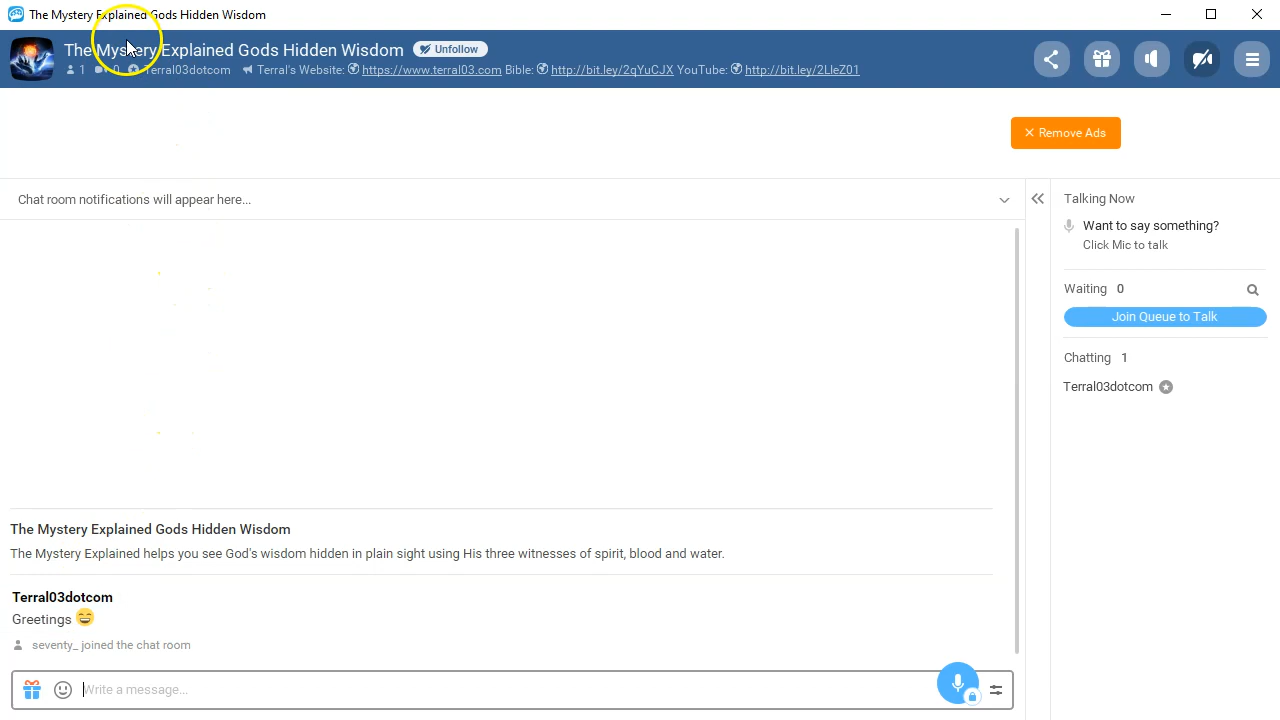 The Mystery Explained Gods Hidden Wisdom
The Mystery Explained Gods Hidden Wisdom Unfollow
1 0 Terral03dotcom Terral's Website: https://www.terral03.com Bible: http://bit.ley/2qYuCJX YouTube: http://bit.ley/2LleZ01
Remove Ads
Chat room notifications will appear here...
Talking Now
Want to say something?
Click Mic to talk
Waiting 0
Join Queue to Talk
Chatting 1
Terral03dotcom
The Mystery Explained Gods Hidden Wisdom
The Mystery Explained helps you see God's wisdom hidden in plain sight using His three witnesses of spirit, blood and water.
Terral03dotcom
Greetings 😄
seventy_ joined the chat room
Write a message...